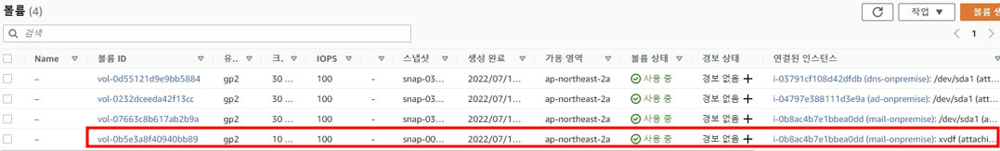 볼륨 (4)
작업 ▼
볼륨 생
검색
1
Name 볼륨 ID 유.. 크. IOPS 스냅샷 생성 완료 가용 영역 볼륨 상태 경보 상태 연결된 인스턴스
– vol-0d55121d9e9bb5884 gp2 30 ... 100 - snap-03... 2022/07/1... ap-northeast-2a 사용 중 경보 없음 + i-03791cf108d42dfdb (dns-onpremise): /dev/sda1 (att...
– vol-0232dceeda42f13cc gp2 30 ... 100 - snap-03... 2022/07/1... ap-northeast-2a 사용 중 경보 없음 + i-04797e388111d3e9a (ad-onpremise): /dev/sda1 (atta...
– vol-07663c8b617ab2b9a gp2 30 ... 100 - snap-03... 2022/07/1... ap-northeast-2a 사용 중 경보 없음 + i-0b8ac4b7e1bbea0dd (mail-onpremise): /dev/sda1 (a...
– vol-0b5e3a8f40940bb89 gp2 10 ... 100 - snap-00... 2022/07/1... ap-northeast-2a 사용 중 경보 없음 + i-0b8ac4b7e1bbea0dd (mail-onpremise): xvdf (attachi...